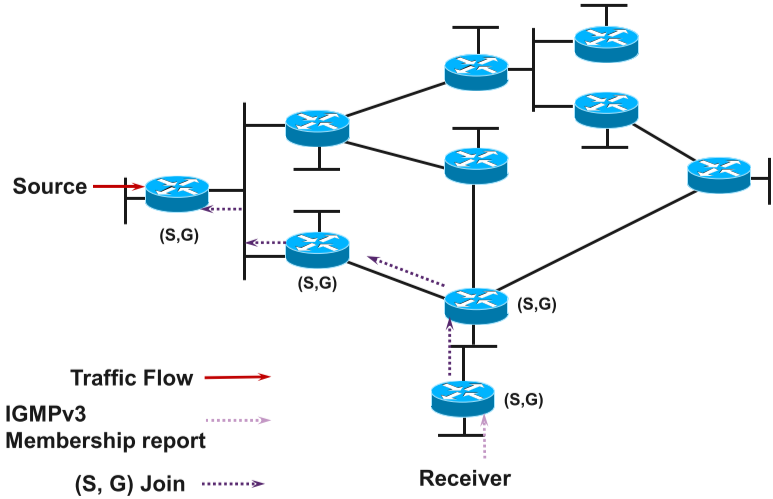 Source
(S,G)
(S,G)
(S,G)
(S,G)
Traffic Flow
IGMPv3
Membership report
(S, G) Join
Receiver